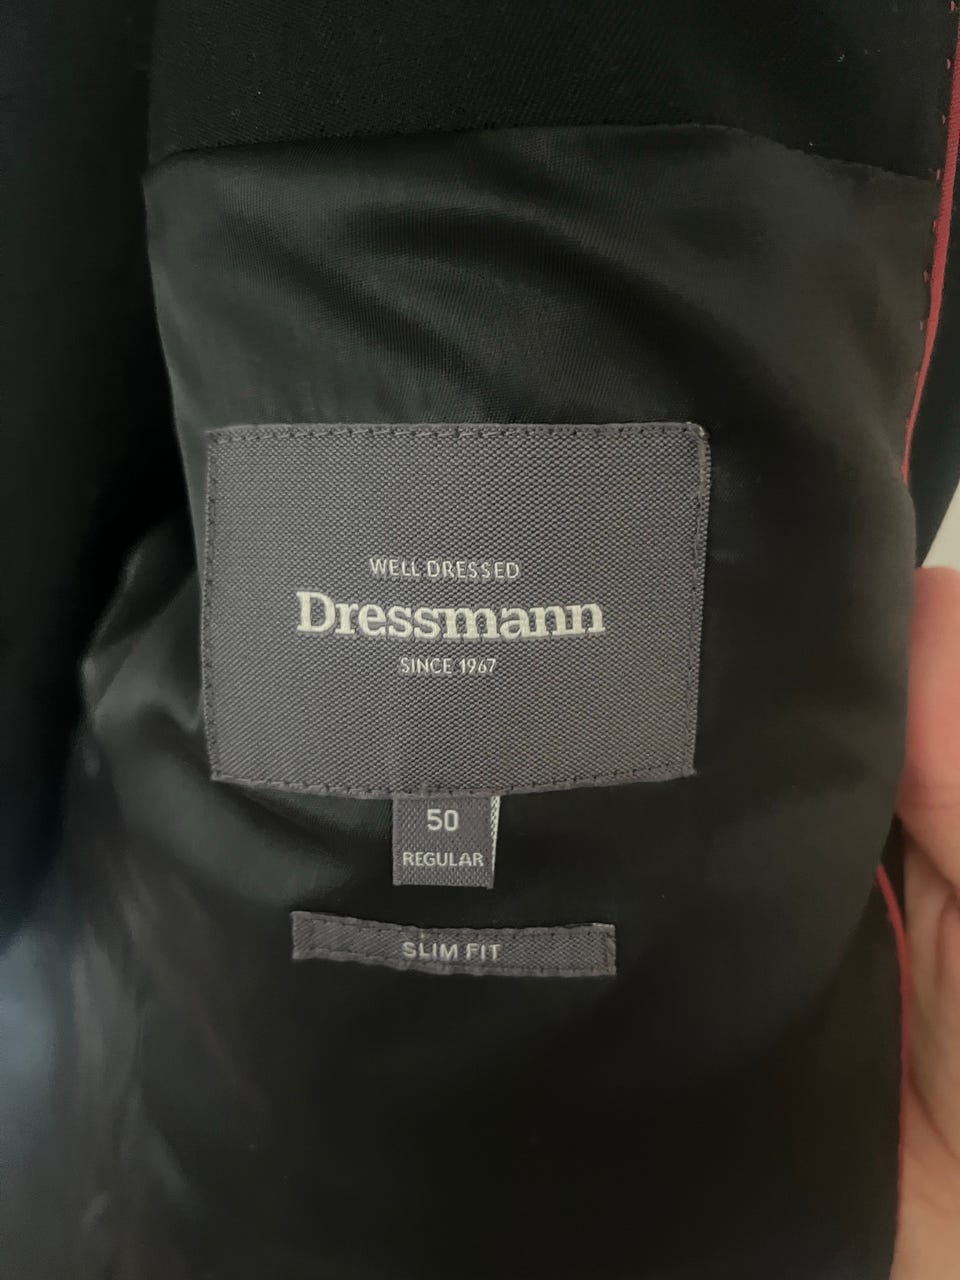 WELL DRESSED
Dressmann
SINCE 1967
50
REGULAR
SLIM FIT